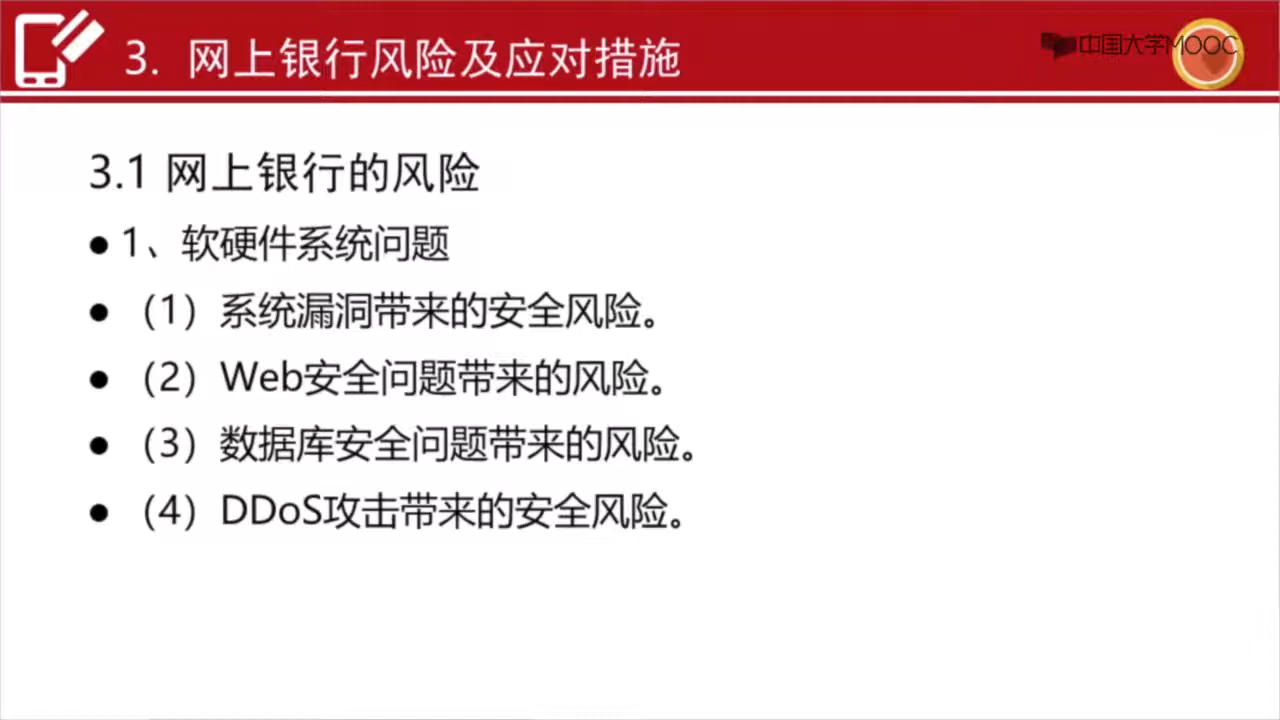 3. 网上银行风险及应对措施
中国大学MOOC
3.1 网上银行的风险
●1、软硬件系统问题
●（1）系统漏洞带来的安全风险。
●（2）Web安全问题带来的风险。
●（3）数据库安全问题带来的风险。
●（4）DDoS攻击带来的安全风险。